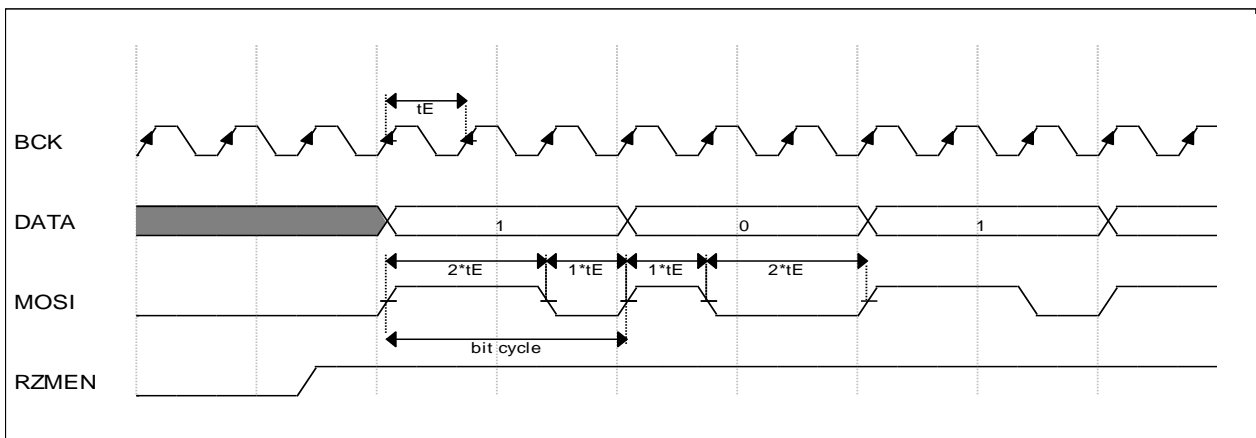 tE
BCK
DATA
1
0
1
2*tE
1*tE
1*tE
2*tE
MOSI
bit cycle
RZMEN